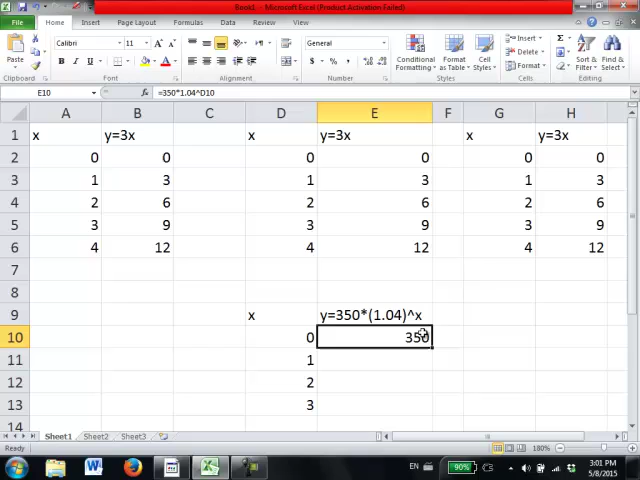 Book1 - Microsoft Excel (Product Activation Failed)
File Home Insert Page Layout Formulas Data Review View
Paste Calibri 11 General Conditional Formatting Format as Table Cell Styles Insert Delete Format Sort & Filter Find & Select
Clipboard Font Alignment Number Styles Cells Editing
E10 fx =350*1.04^D10
A B C D E F G H
1 x y=3x x y=3x x y=3x
2 0 0 0 0 0 0
3 1 3 1 3 1 3
4 2 6 2 6 2 6
5 3 9 3 9 3 9
6 4 12 4 12 4 12
7
8
9 x y=350*(1.04)^x
10 0 350
11 1
12 2
13 3
14
Sheet1 Sheet2 Sheet3
Ready 180%
EN 90% 3:01 PM
5/8/2015